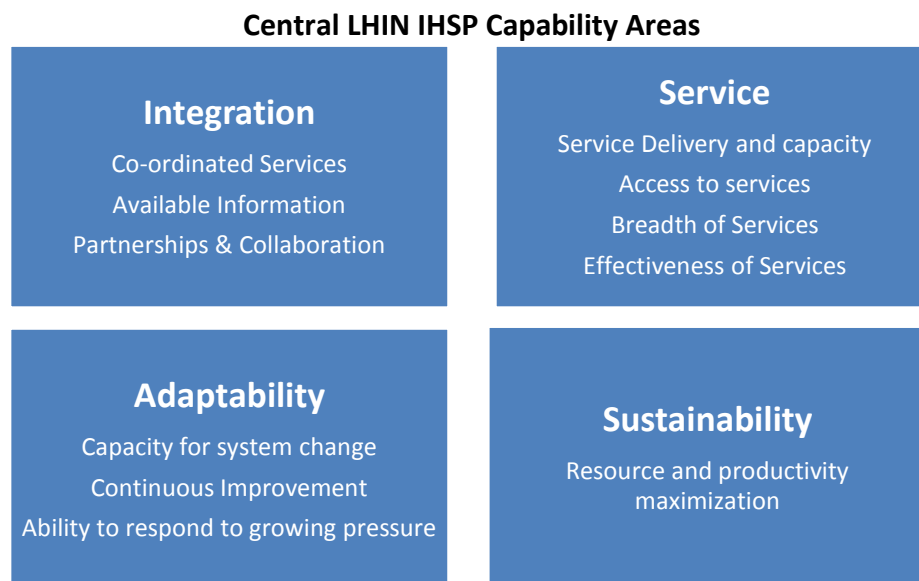 Central LHIN IHSP Capability Areas
Integration
Co-ordinated Services
Available Information
Partnerships & Collaboration
Service
Service Delivery and capacity
Access to services
Breadth of Services
Effectiveness of Services
Adaptability
Capacity for system change
Continuous Improvement
Ability to respond to growing pressure
Sustainability
Resource and productivity
maximization